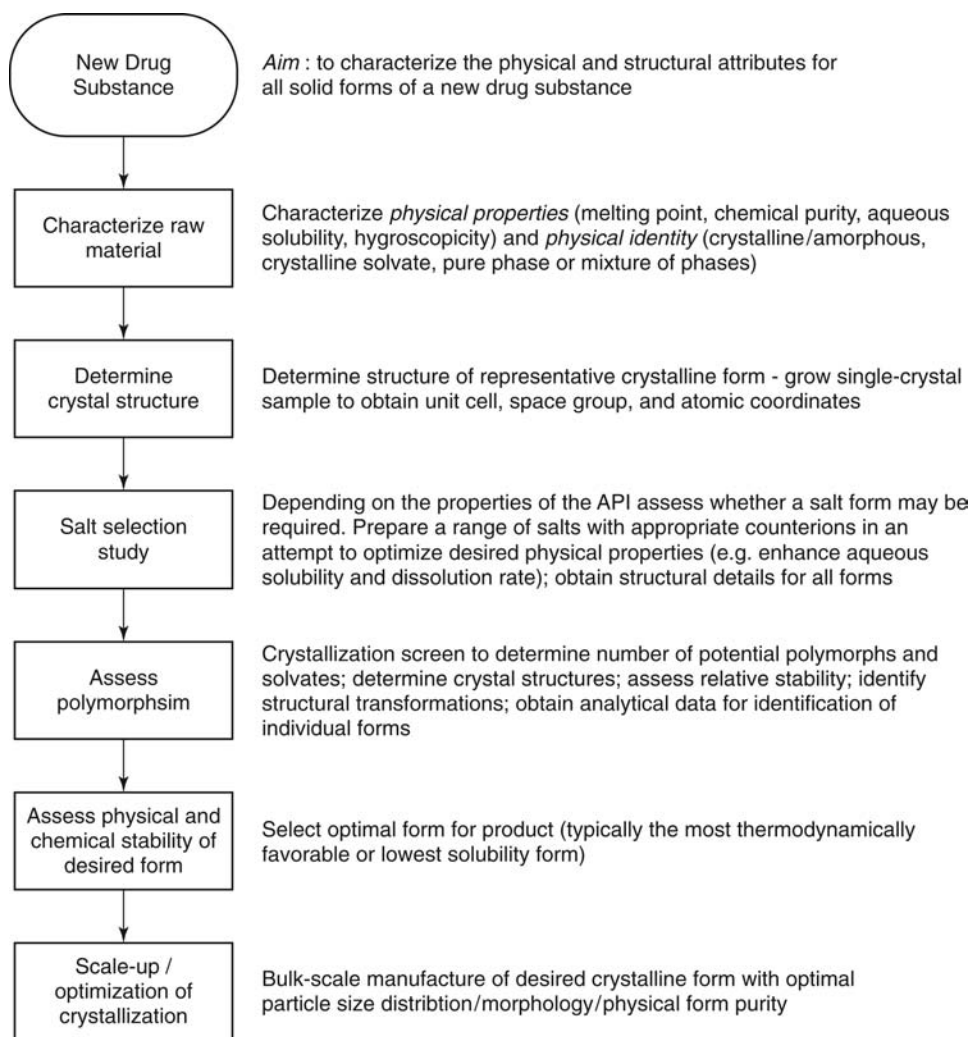 New Drug
Substance
Aim : to characterize the physical and structural attributes for
all solid forms of a new drug substance
Characterize raw
material
Characterize physical properties (melting point, chemical purity, aqueous
solubility, hygroscopicity) and physical identity (crystalline/amorphous,
crystalline solvate, pure phase or mixture of phases)
Determine
crystal structure
Determine structure of representative crystalline form - grow single-crystal
sample to obtain unit cell, space group, and atomic coordinates
Salt selection
study
Depending on the properties of the API assess whether a salt form may be
required. Prepare a range of salts with appropriate counterions in an
attempt to optimize desired physical properties (e.g. enhance aqueous
solubility and dissolution rate); obtain structural details for all forms
Assess
polymorphsim
Crystallization screen to determine number of potential polymorphs and
solvates; determine crystal structures; assess relative stability; identify
structural transformations; obtain analytical data for identification of
individual forms
Assess physical and
chemical stability of
desired form
Select optimal form for product (typically the most thermodynamically
favorable or lowest solubility form)
Scale-up /
optimization of
crystallization
Bulk-scale manufacture of desired crystalline form with optimal
particle size distribtion/morphology/physical form purity